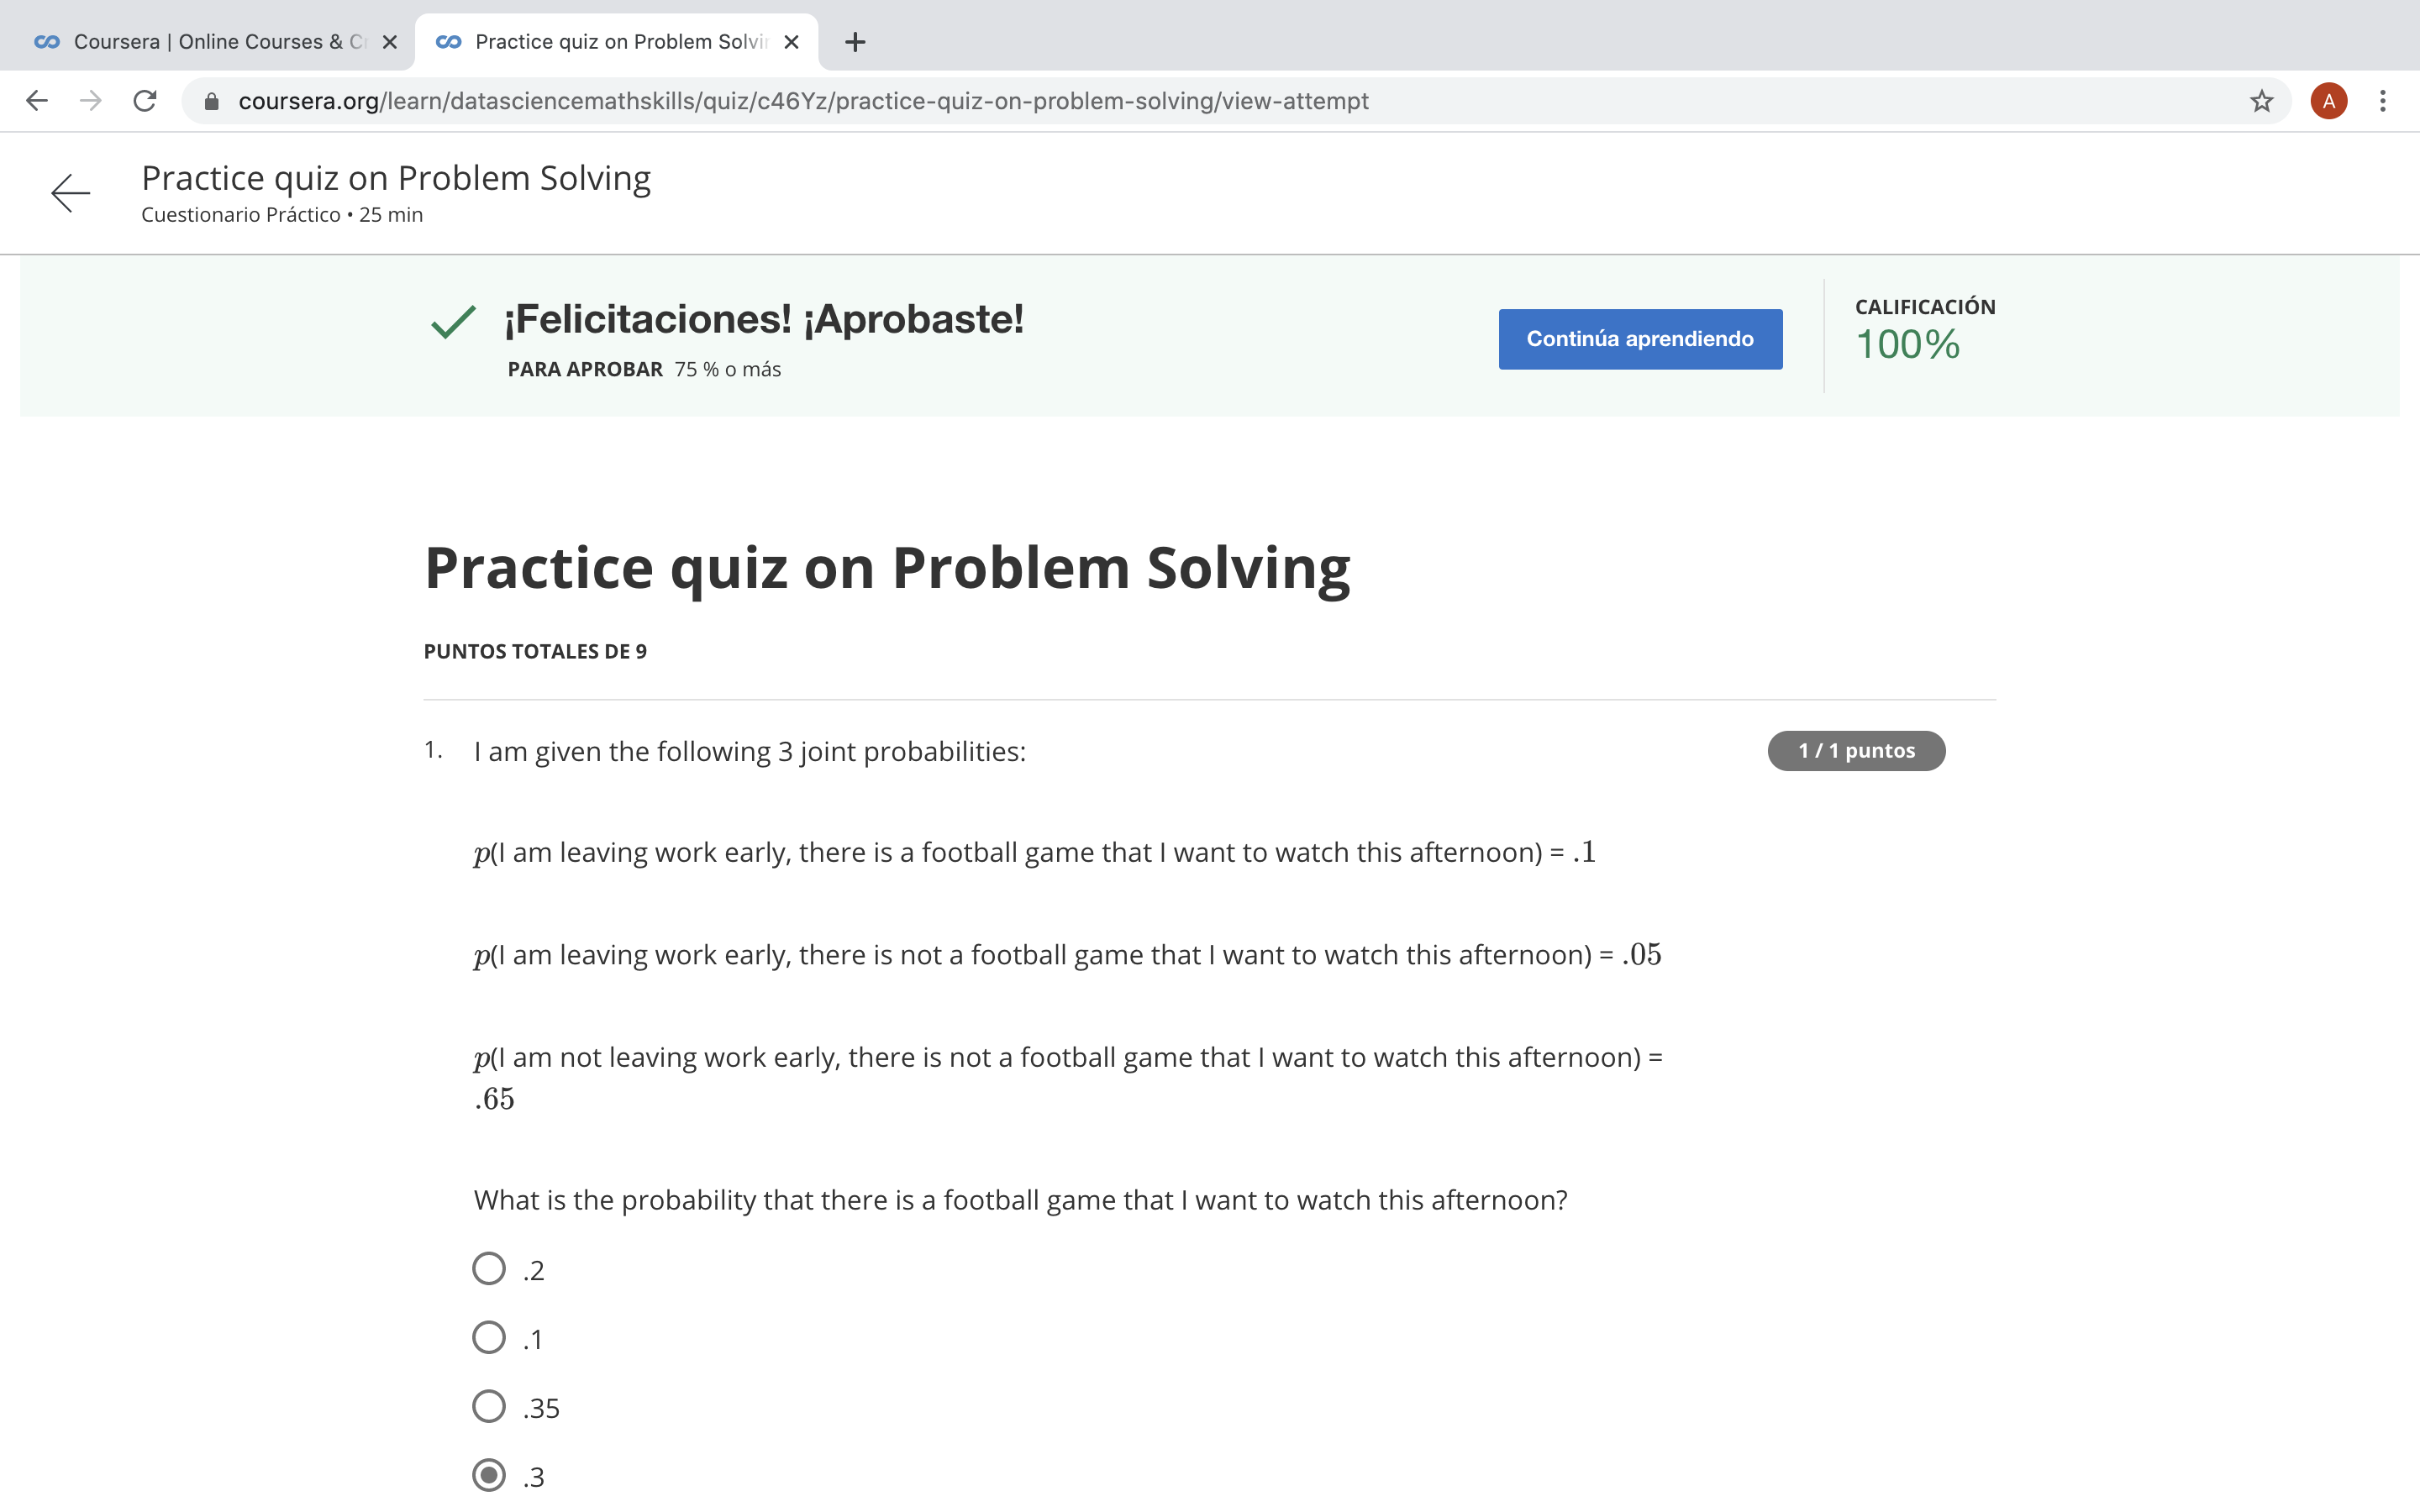 Coursera | Online Courses &
Practice quiz on Problem
coursera.org/learn/datasciencemathskills/quiz/c46Yz/practice-quiz-on-problem-solving/view-attempt
A
Practice quiz on Problem Solving
Cuestionario Práctico • 25 min
¡Felicitaciones! ¡Aprobaste!
PARA APROBAR 75 % o más
Continúa aprendiendo
CALIFICACIÓN
100%
Practice quiz on Problem Solving
PUNTOS TOTALES DE 9
1. I am given the following 3 joint probabilities:
1 / 1 puntos
p(I am leaving work early, there is a football game that I want to watch this afternoon) = .1
p(I am leaving work early, there is not a football game that I want to watch this afternoon) = .05
p(I am not leaving work early, there is not a football game that I want to watch this afternoon) =
.65
What is the probability that there is a football game that I want to watch this afternoon?
.2
.1
.35
.3